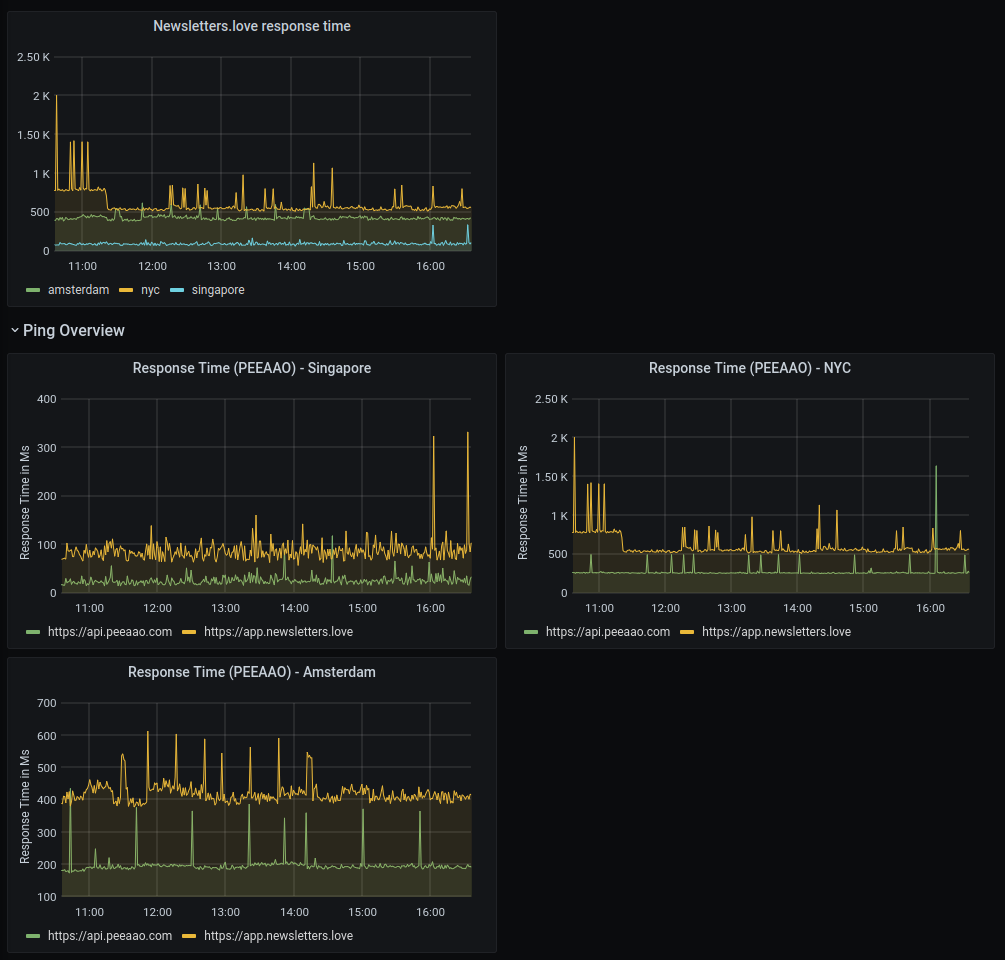 Newsletters.love response time
2.50 K
2 K
1.50 K
1 K
500
0
11:00 12:00 13:00 14:00 15:00 16:00
amsterdam nyc singapore
Ping Overview
Response Time (PEEAAO) - Singapore
Response Time in Ms
400
300
200
100
0
11:00 12:00 13:00 14:00 15:00 16:00
https://api.peeaao.com https://app.newsletters.love
Response Time (PEEAAO) - NYC
Response Time in Ms
2.50 K
2 K
1.50 K
1 K
500
0
11:00 12:00 13:00 14:00 15:00 16:00
https://api.peeaao.com https://app.newsletters.love
Response Time (PEEAAO) - Amsterdam
Response Time in Ms
700
600
500
400
300
200
100
11:00 12:00 13:00 14:00 15:00 16:00
https://api.peeaao.com https://app.newsletters.love